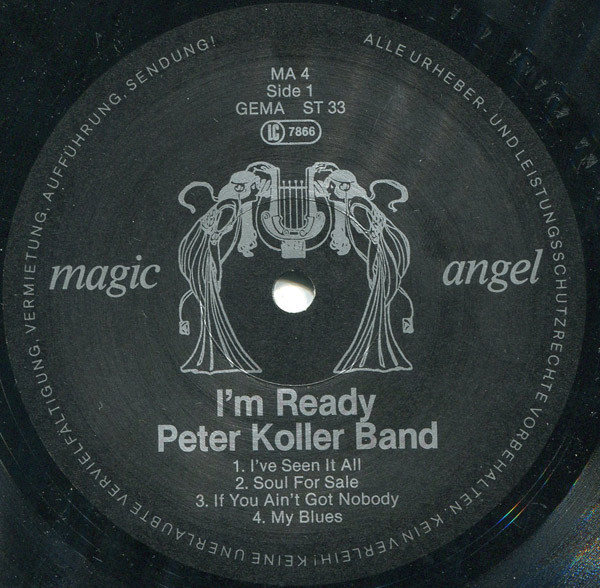 MA 4
Side 1
GEMA ST 33
LC 7866
magic angel
I'm Ready
Peter Koller Band
1. I've Seen It All
2. Soul For Sale
3. If You Ain't Got Nobody
4. My Blues
ALLE URHEBER- UND LEISTUNGSSCHUTZRECHTE VORBEHALTEN. KEIN VERLEIH! KEINE UNERLAUBTE VERVIELFÄLTIGUNG, VERMIETUNG, AUFFÜHRUNG, SENDUNG!